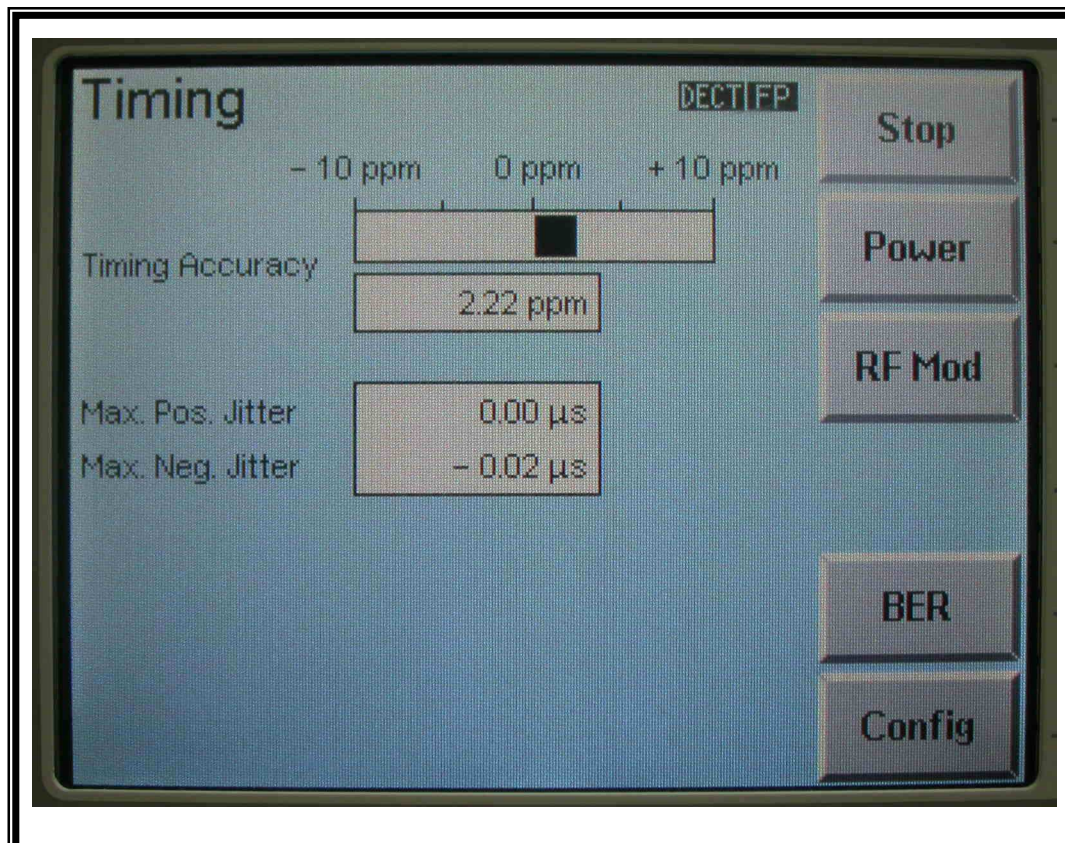 Timing DECT FP
Stop
– 10 ppm 0 ppm + 10 ppm
Power
Timing Accuracy
2.22 ppm
RF Mod
Max. Pos. Jitter 0.00 µs
Max. Neg. Jitter – 0.02 µs
BER
Config